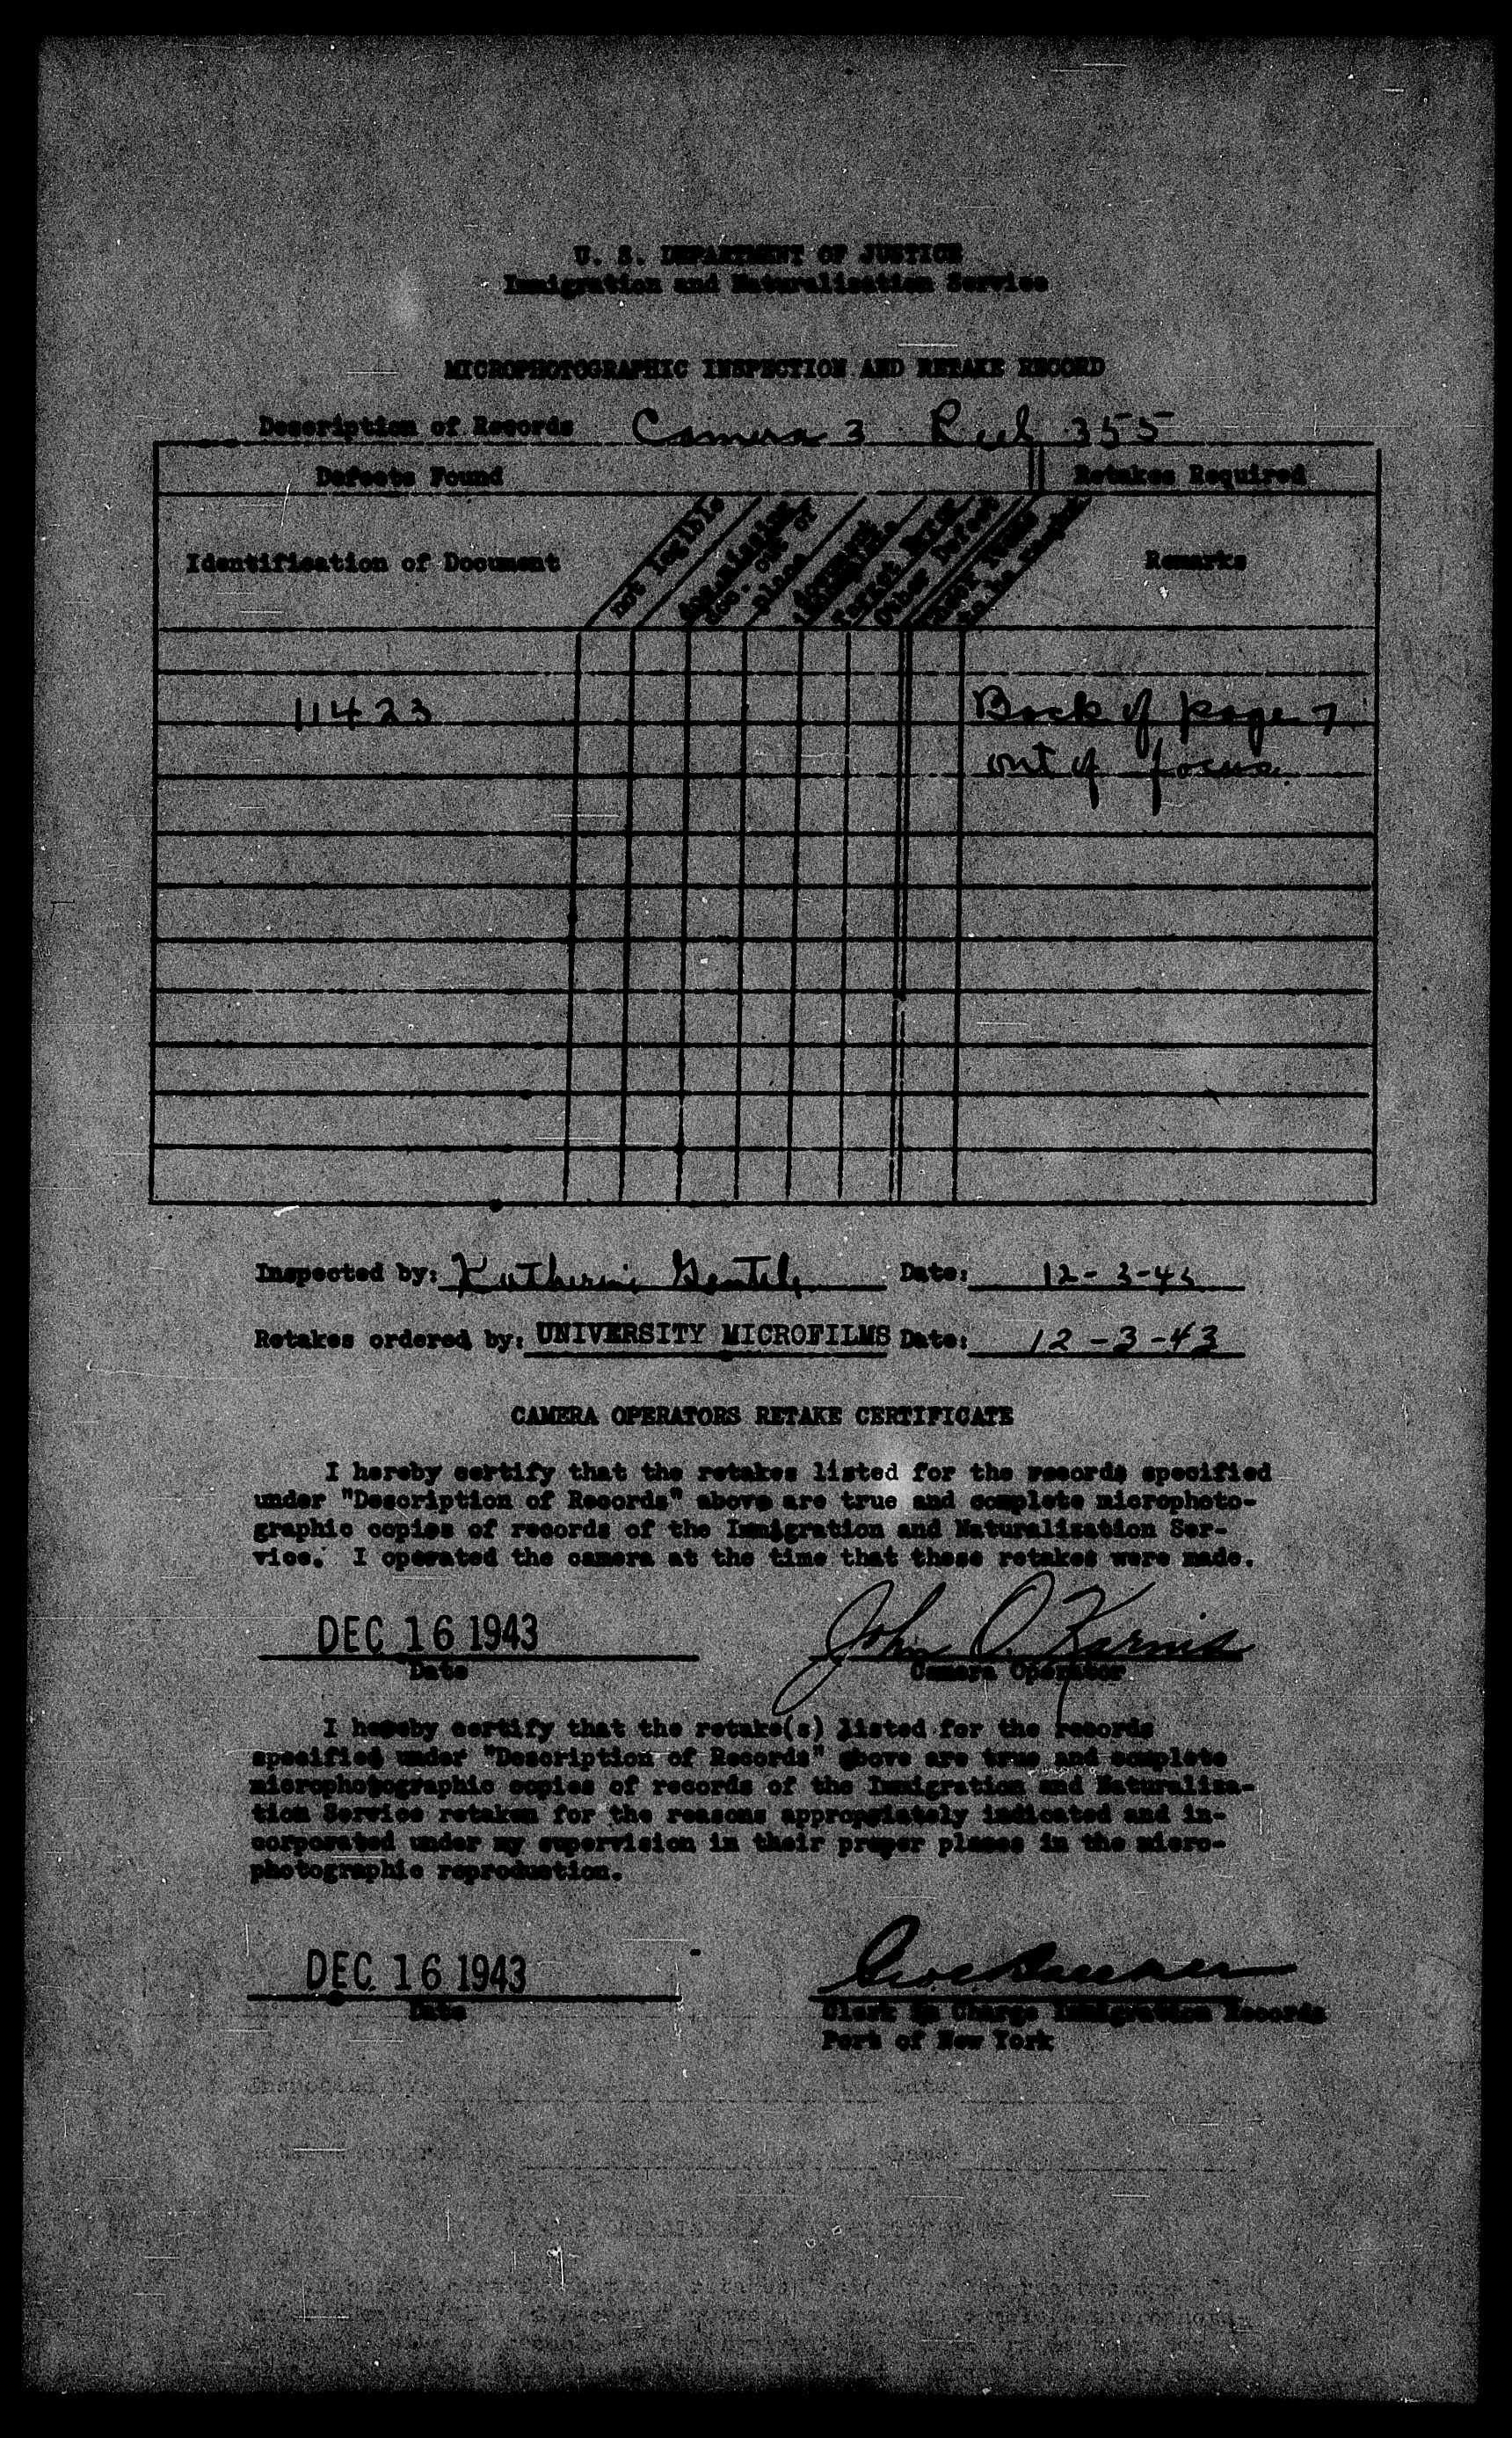 U. S. DEPARTMENT OF JUSTICE
Immigration and Naturalization Service
MICROPHOTOGRAPHIC INSPECTION AND RETAKE RECORD
Description of Records Camera 3 Reel 355
Defects Found Retakes Required
Identification of Document
not legible
doc. out of
place
Remarks
11423 Back of page 7
out of focus.
Inspected by: Date: 12-3-43
Retakes ordered by: UNIVERSITY MICROFILMS Date: 12-3-43
CAMERA OPERATORS RETAKE CERTIFICATE
I hereby certify that the retakes listed for the records specified
under "Description of Records" above are true and complete microphoto-
graphic copies of records of the Immigration and Naturalization Ser-
vice. I operated the camera at the time that these retakes were made.
DEC 16 1943 John
Date Camera Operator
I hereby certify that the retake(s) listed for the records
specified under "Description of Records" above are true and complete
microphotographic copies of records of the Immigration and Naturaliza-
tion Service retaken for the reasons appropriately indicated and in-
corporated under my supervision in their proper places in the micro-
photographic reproduction.
DEC 16 1943
Date Clerk in Charge Immigration Records
Port of New York